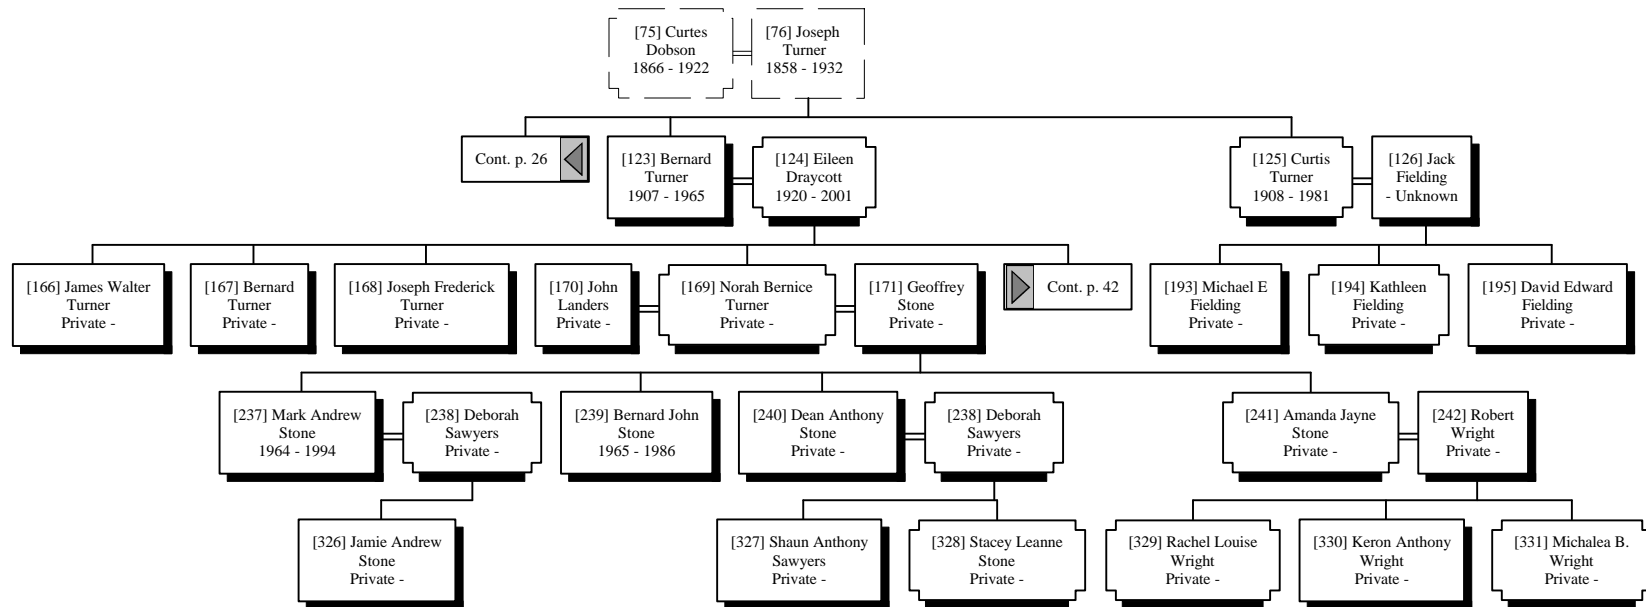 [75] Curtes
Dobson
1866 - 1922
[76] Joseph
Turner
1858 - 1932
Cont. p. 26
[123] Bernard
Turner
1907 - 1965
[124] Eileen
Draycott
1920 - 2001
[125] Curtis
Turner
1908 - 1981
[126] Jack
Fielding
- Unknown
[166] James Walter
Turner
Private -
[167] Bernard
Turner
Private -
[168] Joseph Frederick
Turner
Private -
[170] John
Landers
Private -
[169] Norah Bernice
Turner
Private -
[171] Geoffrey
Stone
Private -
Cont. p. 42
[193] Michael E
Fielding
Private -
[194] Kathleen
Fielding
Private -
[195] David Edward
Fielding
Private -
[237] Mark Andrew
Stone
1964 - 1994
[238] Deborah
Sawyers
Private -
[239] Bernard John
Stone
1965 - 1986
[240] Dean Anthony
Stone
Private -
[238] Deborah
Sawyers
Private -
[241] Amanda Jayne
Stone
Private -
[242] Robert
Wright
Private -
[326] Jamie Andrew
Stone
Private -
[327] Shaun Anthony
Sawyers
Private -
[328] Stacey Leanne
Stone
Private -
[329] Rachel Louise
Wright
Private -
[330] Keron Anthony
Wright
Private -
[331] Michalea B.
Wright
Private -